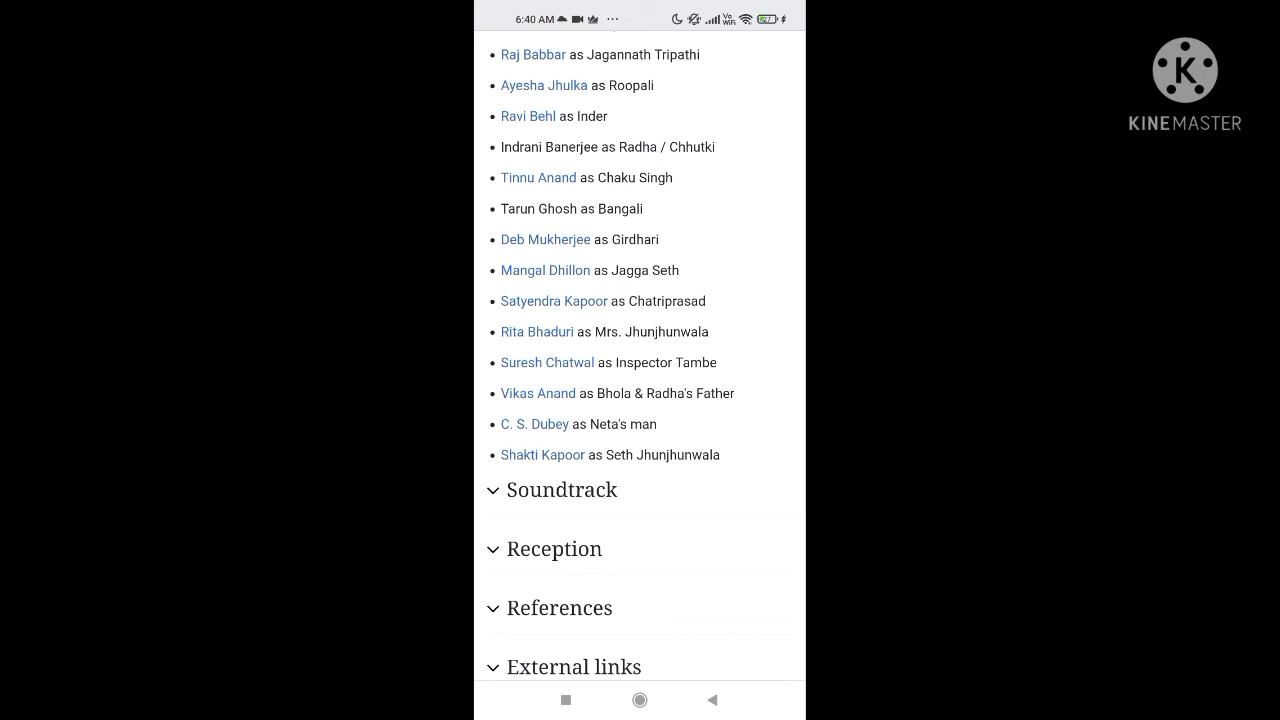 6:40 AM
Vo
WiFi
27
Raj Babbar as Jagannath Tripathi
Ayesha Jhulka as Roopali
Ravi Behl as Inder
Indrani Banerjee as Radha / Chhutki
Tinnu Anand as Chaku Singh
Tarun Ghosh as Bangali
Deb Mukherjee as Girdhari
Mangal Dhillon as Jagga Seth
Satyendra Kapoor as Chatriprasad
Rita Bhaduri as Mrs. Jhunjhunwala
Suresh Chatwal as Inspector Tambe
Vikas Anand as Bhola & Radha's Father
C. S. Dubey as Neta's man
Shakti Kapoor as Seth Jhunjhunwala
Soundtrack
Reception
References
External links
K
KINEMASTER